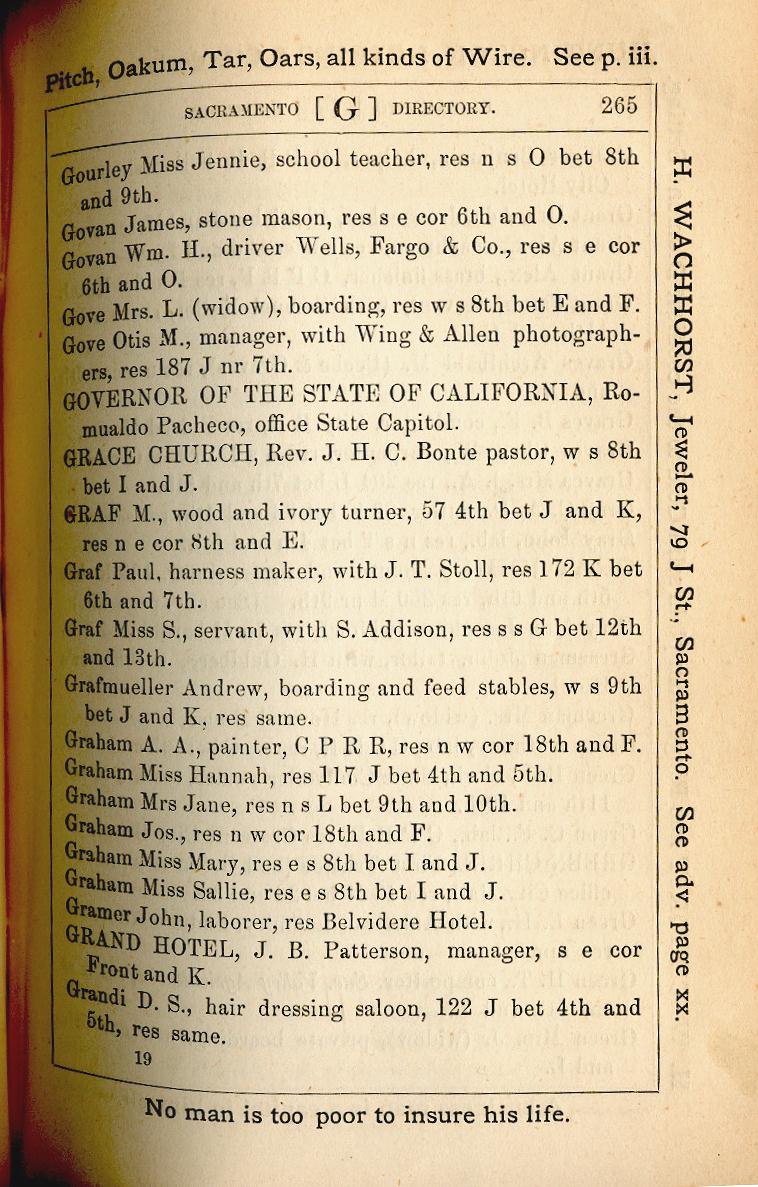 Pitch, Oakum, Tar, Oars, all kinds of Wire. See p. iii.
SACRAMENTO [ G ] DIRECTORY. 265
Gourley Miss Jennie, school teacher, res n s O bet 8th
and 9th.
Govan James, stone mason, res s e cor 6th and O.
Govan Wm. H., driver Wells, Fargo & Co., res s e cor
6th and O.
Gove Mrs. L. (widow), boarding, res w s 8th bet E and F.
Gove Otis M., manager, with Wing & Allen photograph-
ers, res 187 J nr 7th.
GOVERNOR OF THE STATE OF CALIFORNIA, Ro-
mualdo Pacheco, office State Capitol.
GRACE CHURCH, Rev. J. H. C. Bonte pastor, w s 8th
bet I and J.
GRAF M., wood and ivory turner, 57 4th bet J and K,
res n e cor 8th and E.
Graf Paul, harness maker, with J. T. Stoll, res 172 K bet
6th and 7th.
Graf Miss S., servant, with S. Addison, res s s G bet 12th
and 13th.
Grafmueller Andrew, boarding and feed stables, w s 9th
bet J and K, res same.
Graham A. A., painter, C P R R, res n w cor 18th and F.
Graham Miss Hannah, res 117 J bet 4th and 5th.
Graham Mrs Jane, res n s L bet 9th and 10th.
Graham Jos., res n w cor 18th and F.
Graham Miss Mary, res e s 8th bet I and J.
Graham Miss Sallie, res e s 8th bet I and J.
Gramer John, laborer, res Belvidere Hotel.
GRAND HOTEL, J. B. Patterson, manager, s e cor
Front and K.
Grandi D. S., hair dressing saloon, 122 J bet 4th and
5th, res same.
19
No man is too poor to insure his life.
H. WACHHORST, Jeweler, 79 J St., Sacramento. See adv. page xx.